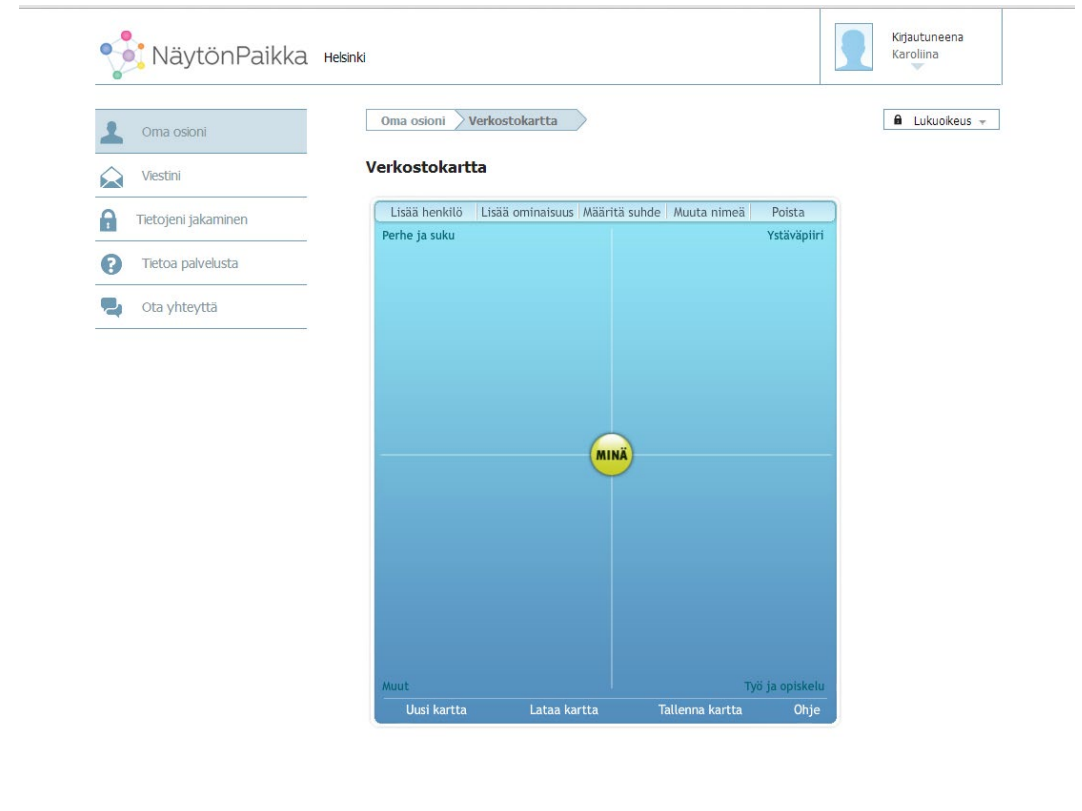 NäytönPaikka Helsinki
Kirjautuneena
Karoliina
Oma osioni
Viestini
Tietojeni jakaminen
Tietoa palvelusta
Ota yhteyttä
Oma osioni Verkostokartta
Lukuoikeus
Verkostokartta
Lisää henkilö Lisää ominaisuus Määritä suhde Muuta nimeä Poista
Perhe ja suku Ystäväpiiri
MINÄ
Muut Työ ja opiskelu
Uusi kartta Lataa kartta Tallenna kartta Ohje